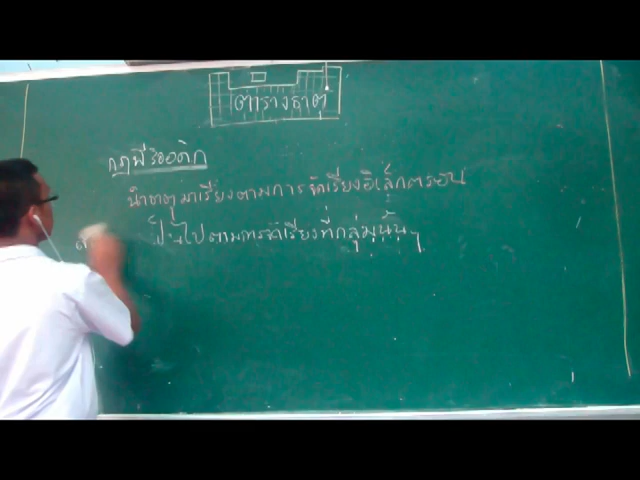 ตารางธาตุ
กฎพีริออดิก
นำธาตุมาเรียงตามการจัดเรียงอิเล็กตรอน
เป็นไปตามการจัดเรียงที่กลุ่มนั้นๆ